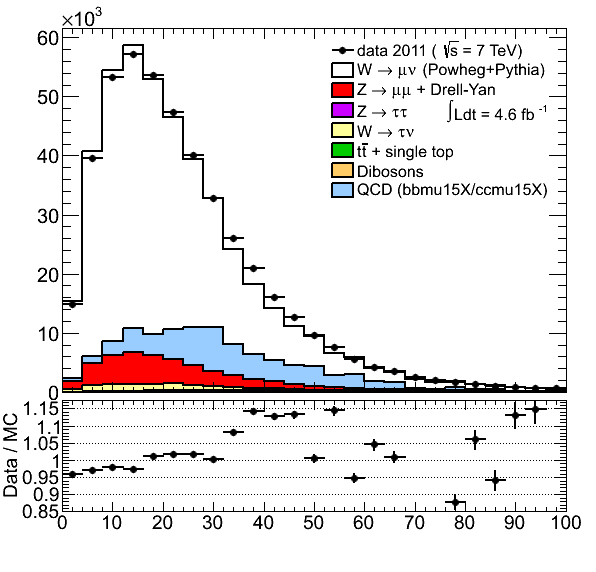 ×10³
60
50
40
30
20
10
0
data 2011 ( √s = 7 TeV)
W → μν (Powheg+Pythia)
Z → μμ + Drell-Yan
Z → ττ
∫Ldt = 4.6 fb⁻¹
W → τν
tt̅ + single top
Dibosons
QCD (bbmu15X/ccmu15X)
Data / MC
1.15
1.1
1.05
1
0.95
0.9
0.85
0 10 20 30 40 50 60 70 80 90 100